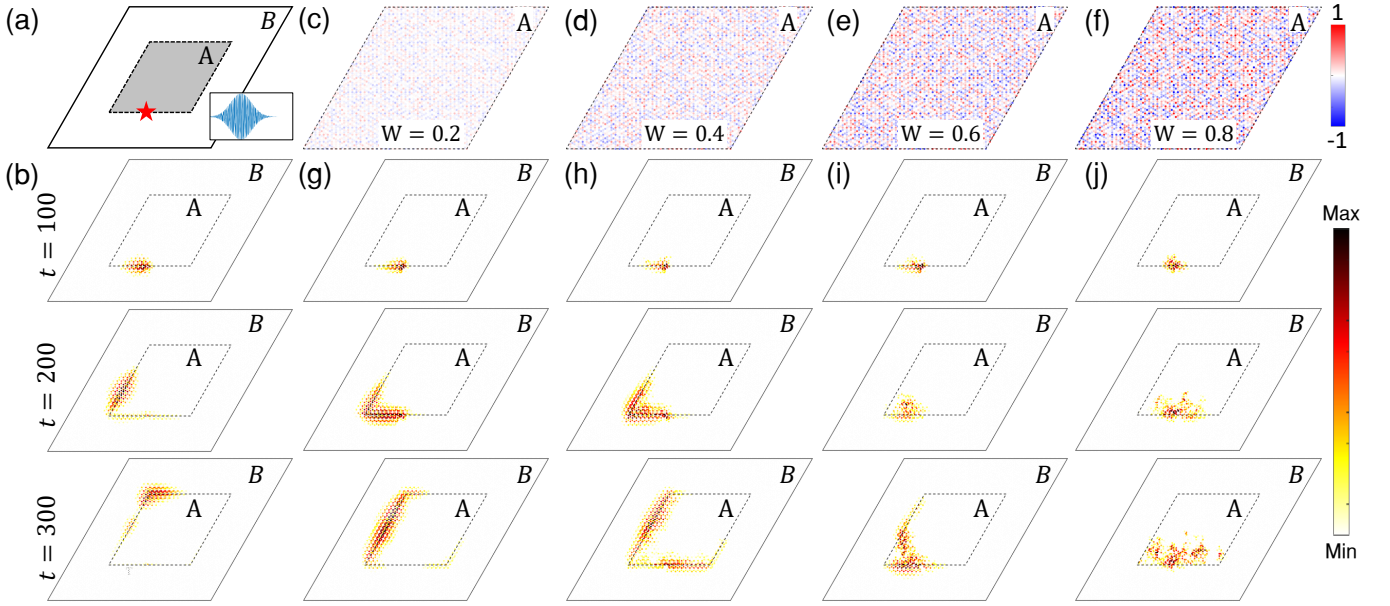 (a)
B
A
(c)
A
W = 0.2
(d)
A
W = 0.4
(e)
A
W = 0.6
(f)
A
W = 0.8
1
-1
t = 100
(b)
B
A
(g)
B
A
(h)
B
A
(i)
B
A
(j)
B
A
Max
t = 200
B
A
B
A
B
A
B
A
B
A
t = 300
B
A
B
A
B
A
B
A
B
A
Min